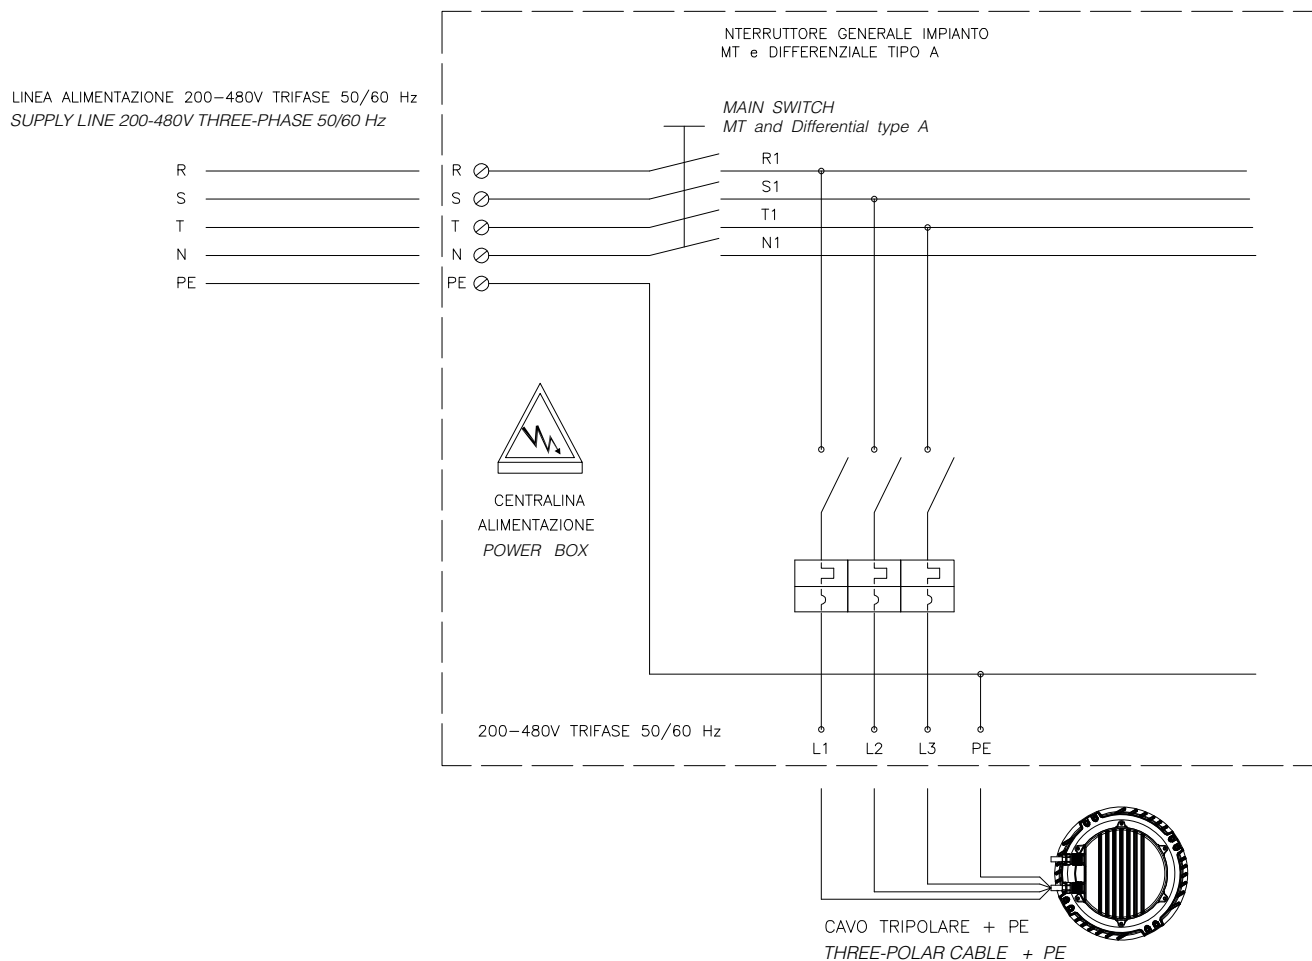 NTERRUTTORE GENERALE IMPIANTO
MT e DIFFERENZIALE TIPO A
LINEA ALIMENTAZIONE 200-480V TRIFASE 50/60 Hz
SUPPLY LINE 200-480V THREE-PHASE 50/60 Hz
MAIN SWITCH
MT and Differential type A
R R R1
S S S1
T T T1
N N N1
PE PE
CENTRALINA
ALIMENTAZIONE
POWER BOX
200-480V TRIFASE 50/60 Hz
L1 L2 L3 PE
CAVO TRIPOLARE + PE
THREE-POLAR CABLE + PE